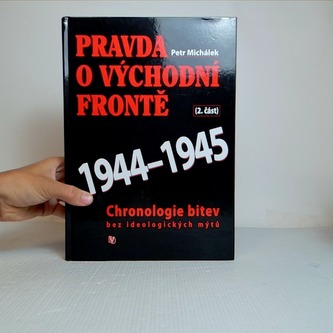 PRAVDA
Petr Michálek
O VÝCHODNÍ
FRONTĚ
(2. část)
1944–1945
Chronologie bitev
bez ideologických mýtů